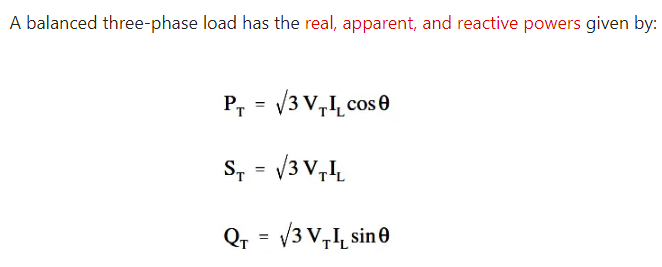 A balanced three-phase load has the real, apparent, and reactive powers given by:
P_T = √3 V_T I_L cos θ
S_T = √3 V_T I_L
Q_T = √3 V_T I_L sin θ